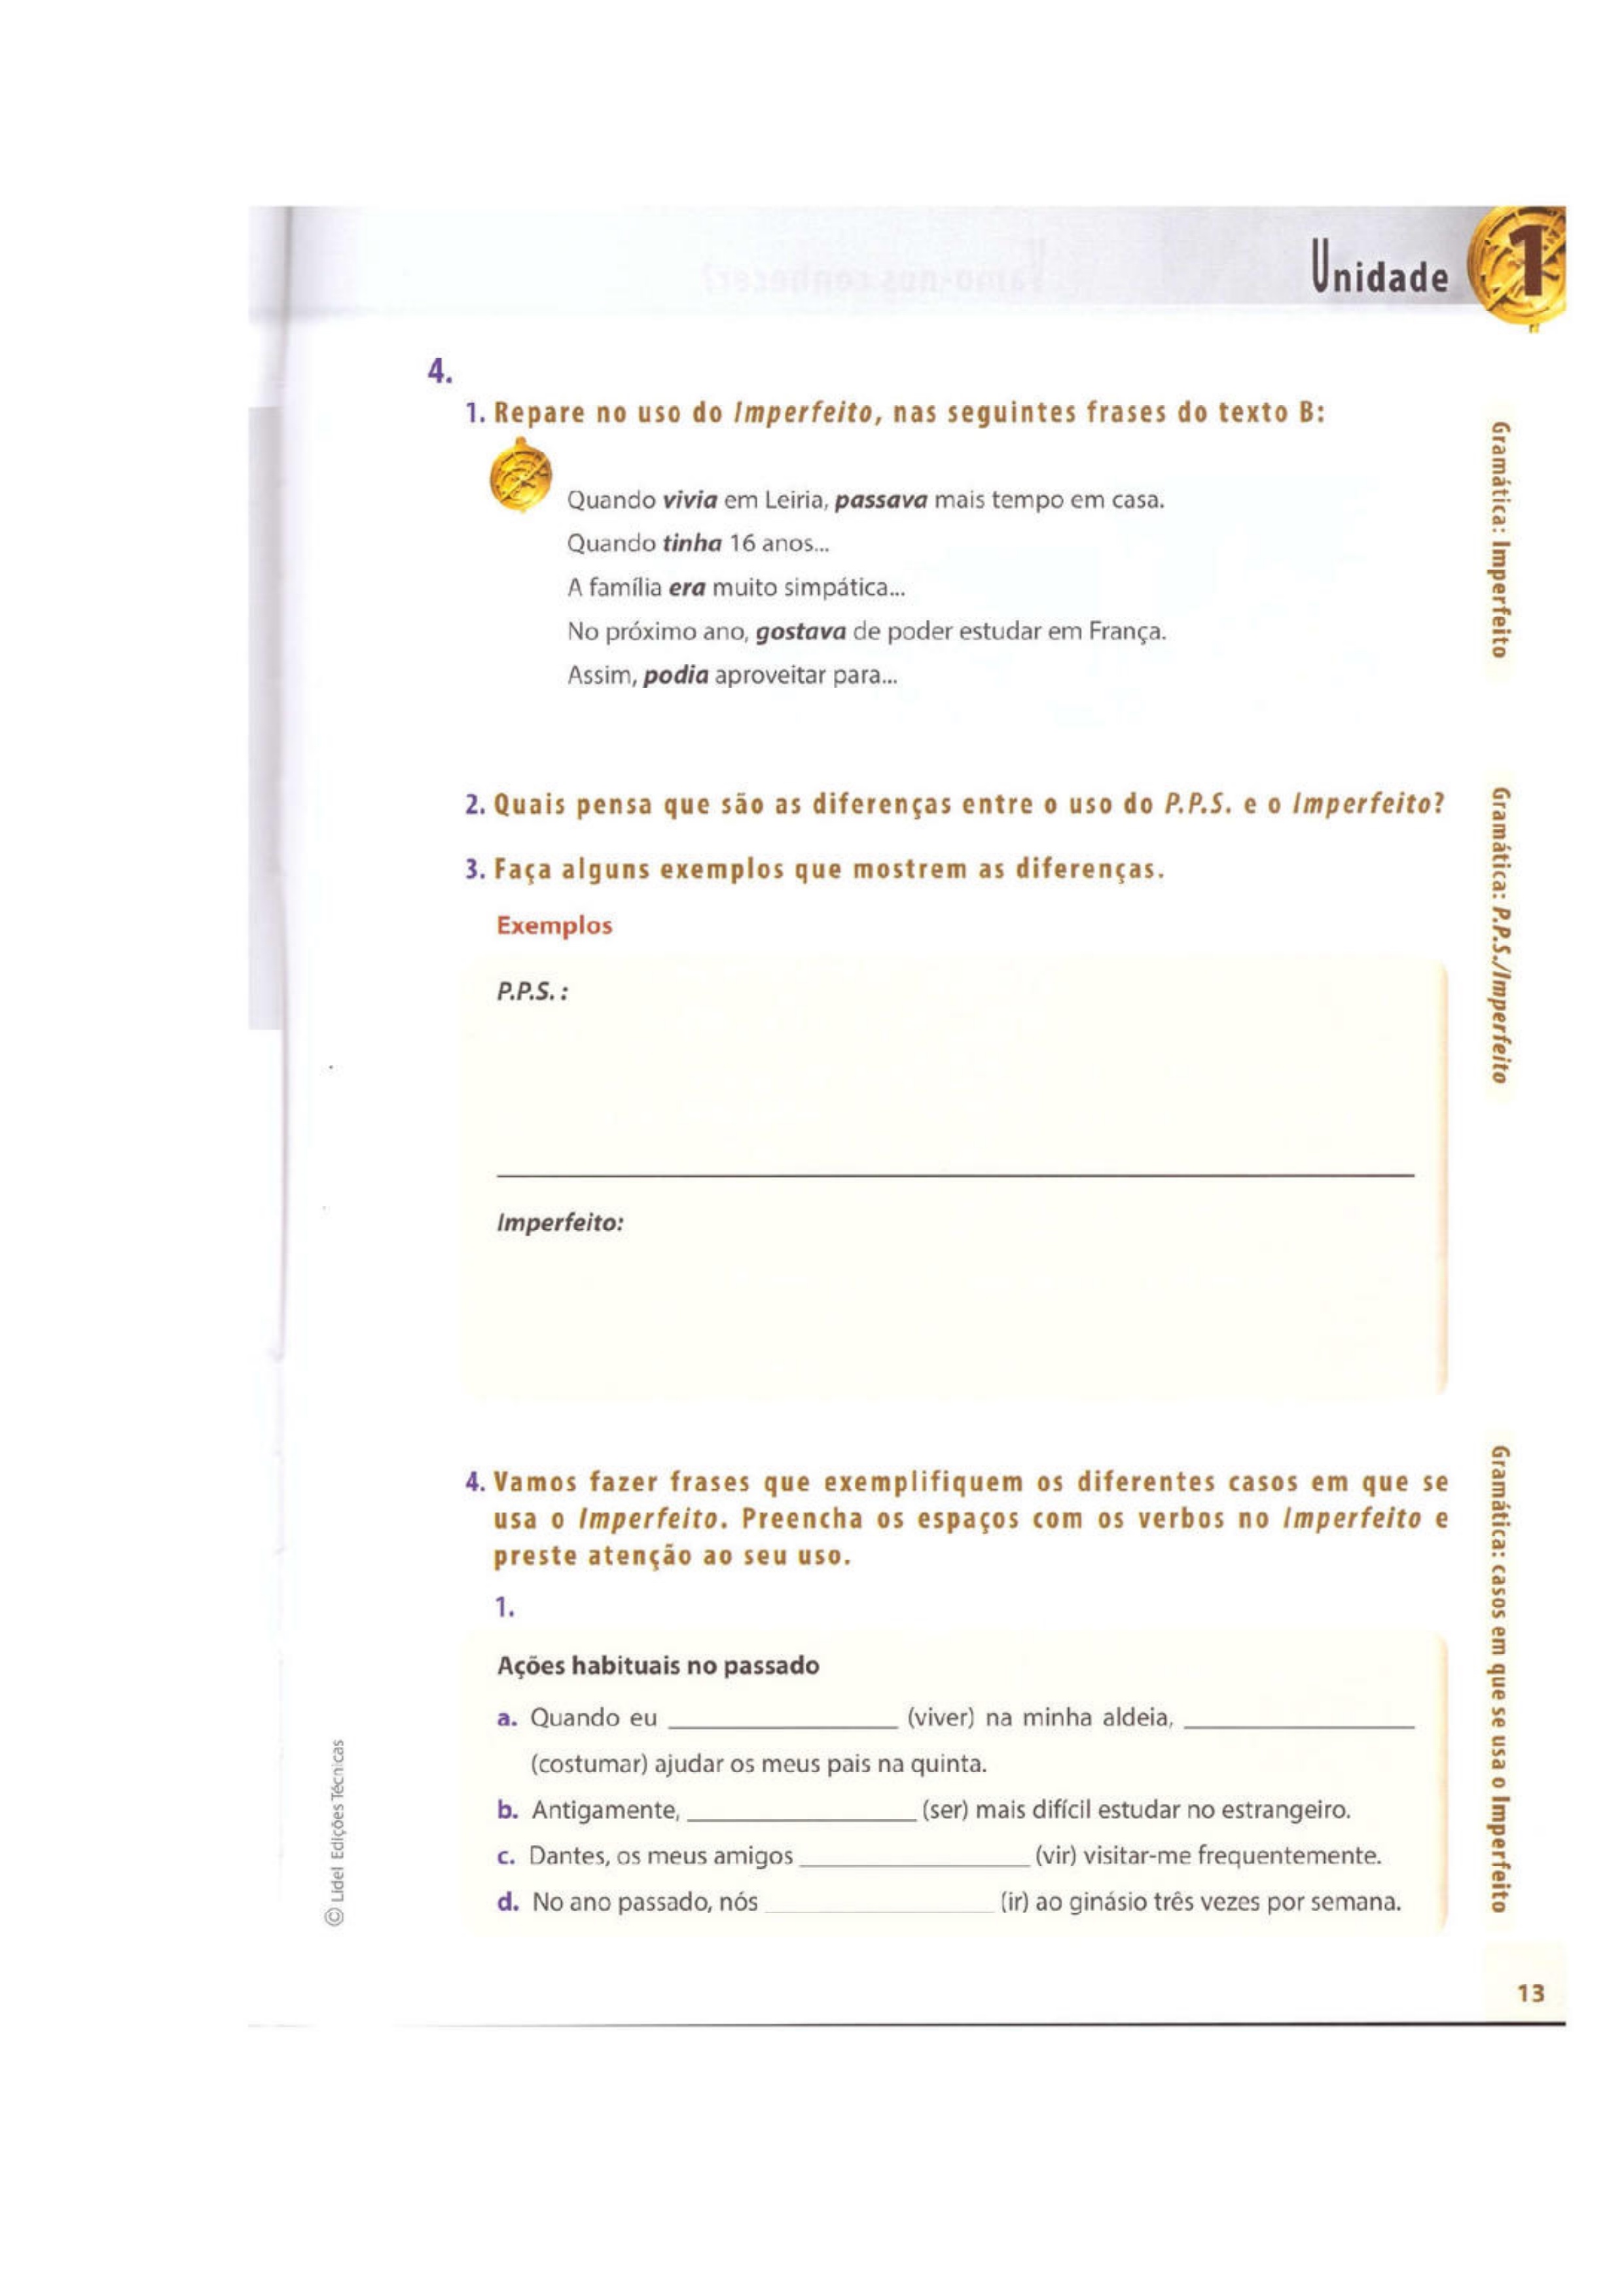 Unidade 1
4.
1. Repare no uso do Imperfeito, nas seguintes frases do texto B:
Quando vivia em Leiria, passava mais tempo em casa.
Quando tinha 16 anos...
A família era muito simpática...
No próximo ano, gostava de poder estudar em França.
Assim, podia aproveitar para...
Gramática: Imperfeito
2. Quais pensa que são as diferenças entre o uso do P.P.S. e o Imperfeito?
3. Faça alguns exemplos que mostrem as diferenças.
Exemplos
P.P.S. :
Imperfeito:
Gramática: P.P.S./Imperfeito
4. Vamos fazer frases que exemplifiquem os diferentes casos em que se
usa o Imperfeito. Preencha os espaços com os verbos no Imperfeito e
preste atenção ao seu uso.
1.
Ações habituais no passado
a. Quando eu ______________ (viver) na minha aldeia, ______________
(costumar) ajudar os meus pais na quinta.
b. Antigamente, ______________ (ser) mais difícil estudar no estrangeiro.
c. Dantes, os meus amigos ______________ (vir) visitar-me frequentemente.
d. No ano passado, nós ______________ (ir) ao ginásio três vezes por semana.
Gramática: casos em que se usa o Imperfeito
© Lidel Edições Técnicas
13